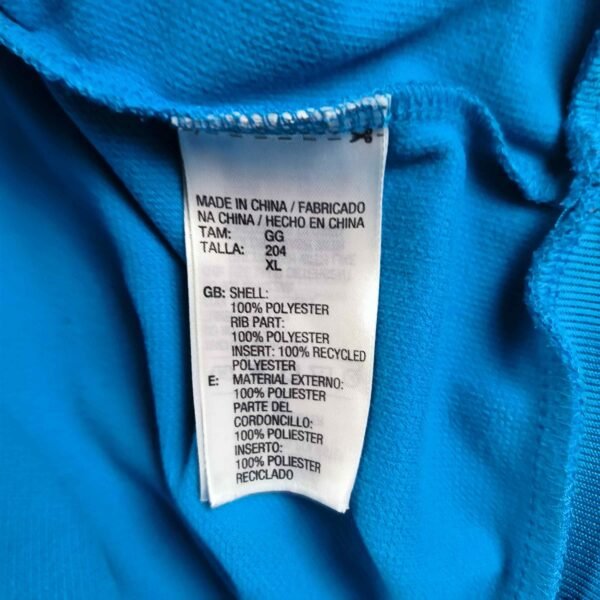 MADE IN CHINA / FABRICADO
NA CHINA / HECHO EN CHINA
TAM: GG
TALLA: 204
XL
GB: SHELL:
100% POLYESTER
RIB PART:
100% POLYESTER
INSERT: 100% RECYCLED
POLYESTER
E: MATERIAL EXTERNO:
100% POLIESTER
PARTE DEL
CORDONCILLO:
100% POLIESTER
INSERTO:
100% POLIESTER
RECICLADO